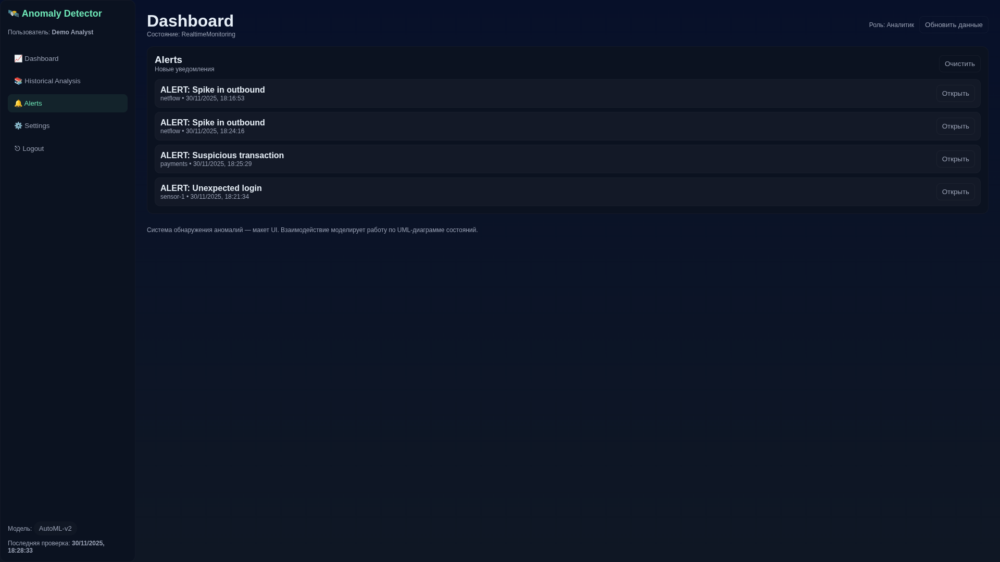 Anomaly Detector
Пользователь: Demo Analyst
Dashboard
Historical Analysis
Alerts
Settings
Logout
Модель: AutoML-v2
Последняя проверка: 30/11/2025,
18:28:33
Dashboard
Состояние: RealtimeMonitoring
Роль: Аналитик
Обновить данные
Alerts
Новые уведомления
Очистить
ALERT: Spike in outbound
netflow • 30/11/2025, 18:16:53
Открыть
ALERT: Spike in outbound
netflow • 30/11/2025, 18:24:16
Открыть
ALERT: Suspicious transaction
payments • 30/11/2025, 18:25:29
Открыть
ALERT: Unexpected login
sensor-1 • 30/11/2025, 18:21:34
Открыть
Система обнаружения аномалий — макет UI. Взаимодействие моделирует работу по UML-диаграмме состояний.